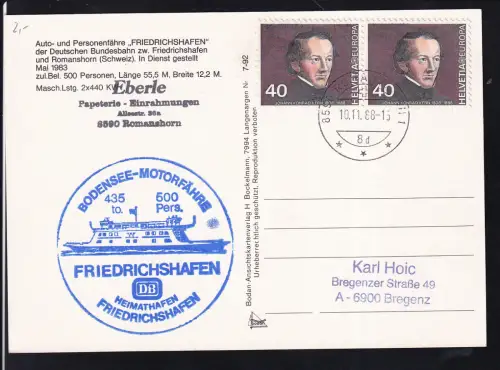 2,-
Auto- und Personenfähre „FRIEDRICHSHAFEN"
der Deutschen Bundesbahn zw. Friedrichshafen
und Romanshorn (Schweiz). In Dienst gestellt
Mai 1983
zul.Bel. 500 Personen, Länge 55,5 M, Breite 12,2 M.
Masch.Lstg. 2x440 KW
Eberle
Papeterie - Einrahmungen
Alleestr. 36a
8590 Romanshorn
BODENSEE-MOTORFÄHRE
435 500
to. Pers.
FRIEDRICHSHAFEN
DB
HEIMATHAFEN
FRIEDRICHSHAFEN
Bodan-Ansichtskartenverlag H. Bockelmann, 7994 Langenargen Nr. 7-92
Urheberrechtlich geschützt. Reproduktion verboten
40
HELVETIA EUROPA
40
HELVETIA EUROPA
10.11.88-15
8d
Karl Hoic
Bregenzer Straße 49
A - 6900 Bregenz